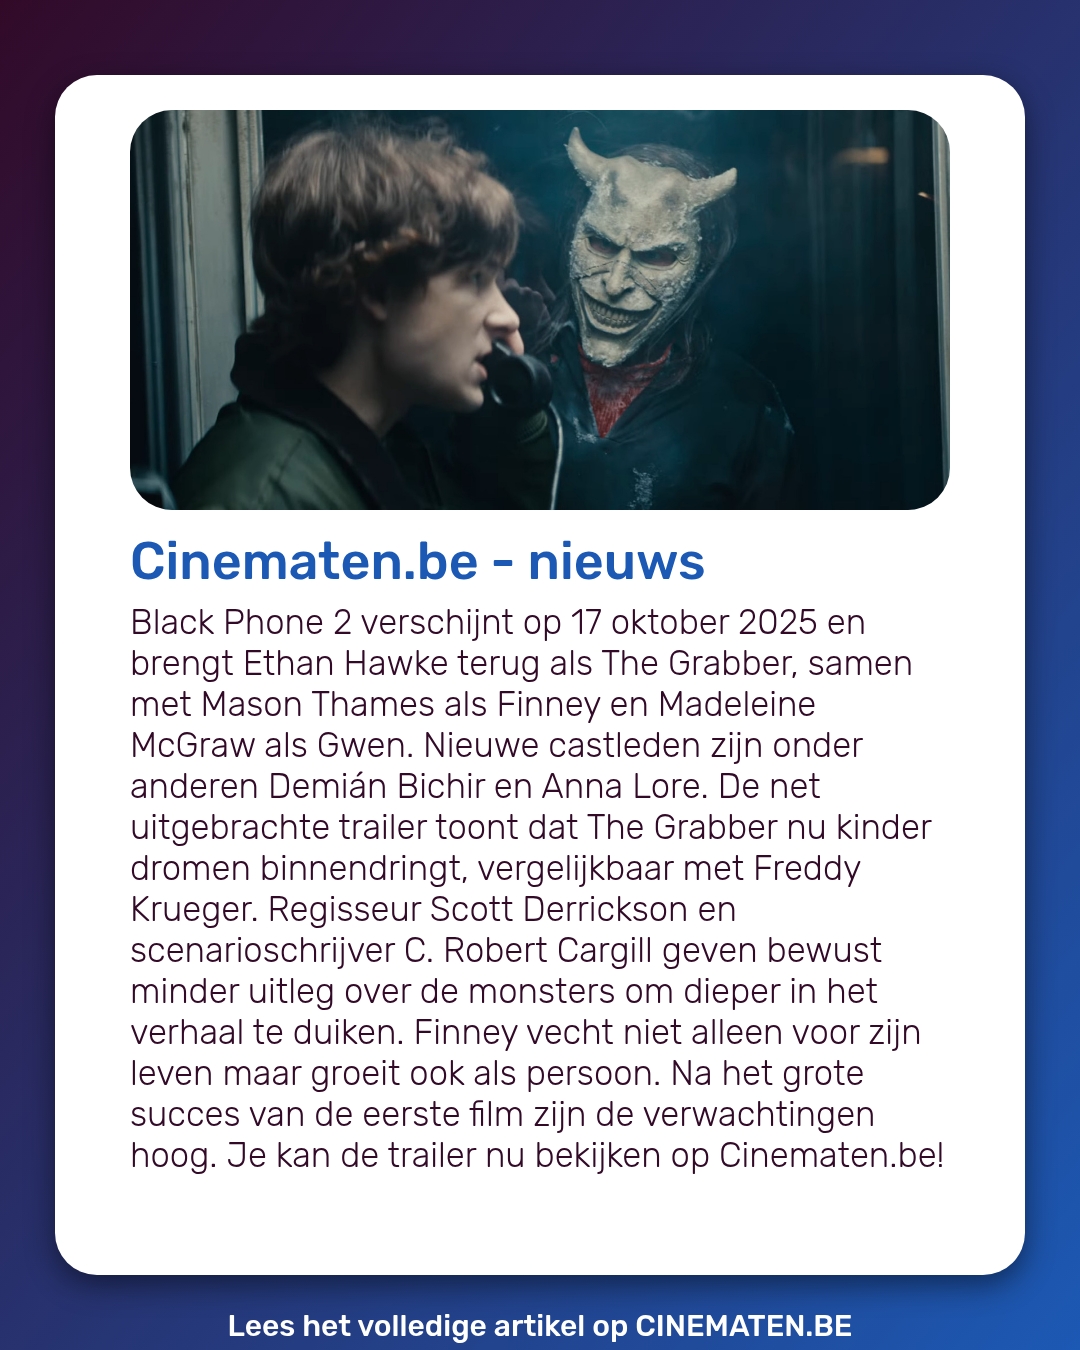 Cinematen.be - nieuws
Black Phone 2 verschijnt op 17 oktober 2025 en
brengt Ethan Hawke terug als The Grabber, samen
met Mason Thames als Finney en Madeleine
McGraw als Gwen. Nieuwe castleden zijn onder
anderen Demián Bichir en Anna Lore. De net
uitgebrachte trailer toont dat The Grabber nu kinder
dromen binnendringt, vergelijkbaar met Freddy
Krueger. Regisseur Scott Derrickson en
scenarioschrijver C. Robert Cargill geven bewust
minder uitleg over de monsters om dieper in het
verhaal te duiken. Finney vecht niet alleen voor zijn
leven maar groeit ook als persoon. Na het grote
succes van de eerste film zijn de verwachtingen
hoog. Je kan de trailer nu bekijken op Cinematen.be!
Lees het volledige artikel op CINEMATEN.BE